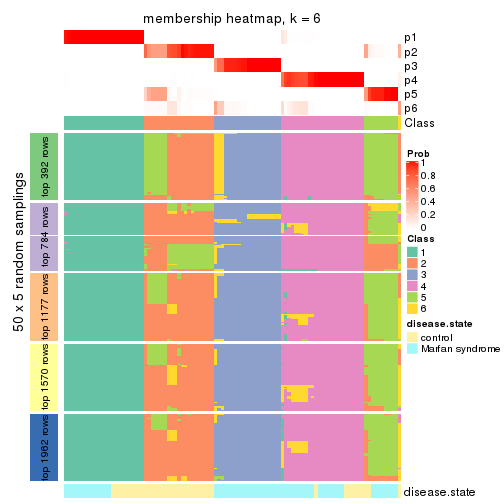 membership heatmap, k = 6
p1
p2
p3
p4
p5
p6
Class
50 x 5 random samplings
top 392 rows
top 784 rows
top 1177 rows
top 1570 rows
top 1962 rows
disease.state
Prob
1
0.8
0.6
0.4
0.2
0
Class
1
2
3
4
5
6
disease.state
control
Marfan syndrome